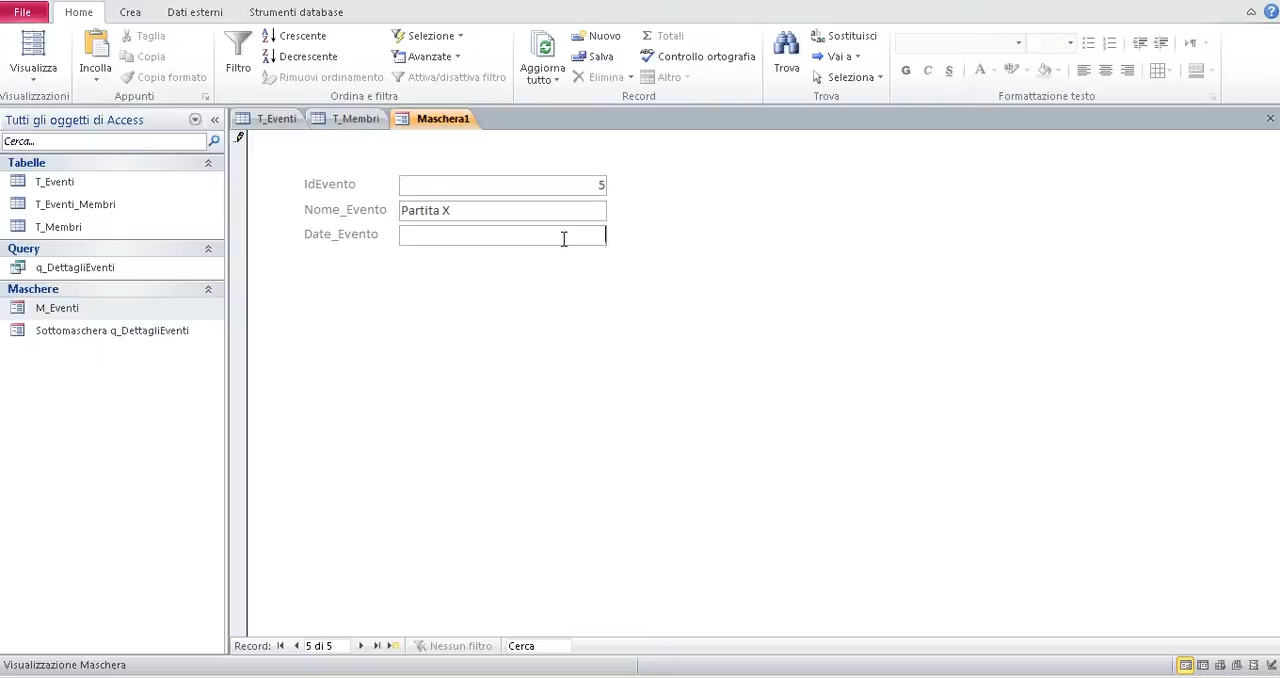 File Home Crea Dati esterni Strumenti database
Visualizza
Visualizzazioni
Incolla
Taglia
Copia
Copia formato
Appunti
Filtro
Crescente
Decrescente
Rimuovi ordinamento
Selezione
Avanzate
Attiva/disattiva filtro
Ordina e filtra
Aggiorna
tutto
Nuovo
Salva
Elimina
Totali
Controllo ortografia
Altro
Record
Trova
Sostituisci
Vai a
Seleziona
Trova
G C S A
Formattazione testo
Tutti gli oggetti di Access
Cerca...
Tabelle
T_Eventi
T_Eventi_Membri
T_Membri
Query
q_DettagliEventi
Maschere
M_Eventi
Sottomaschera q_DettagliEventi
T_Eventi T_Membri Maschera1
IdEvento 5
Nome_Evento Partita X
Date_Evento
Record: 5 di 5 Nessun filtro Cerca
Visualizzazione Maschera